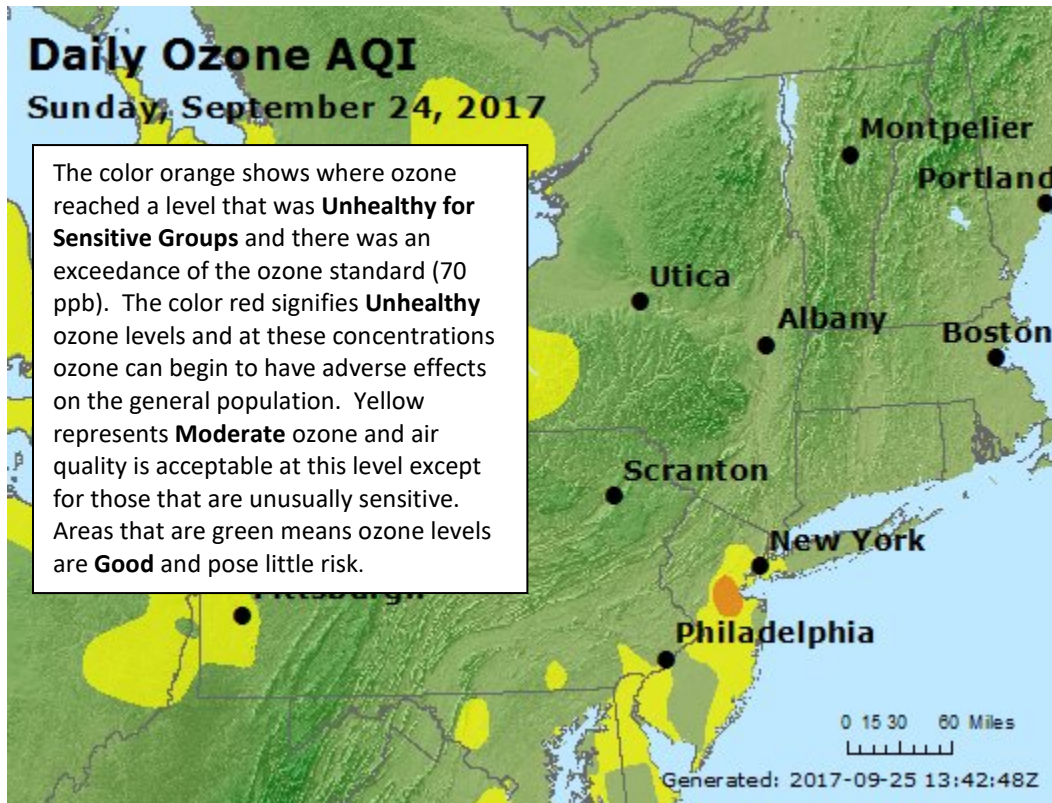 Daily Ozone AQI
Sunday, September 24, 2017
The color orange shows where ozone
reached a level that was Unhealthy for
Sensitive Groups and there was an
exceedance of the ozone standard (70
ppb).  The color red signifies Unhealthy
ozone levels and at these concentrations
ozone can begin to have adverse effects
on the general population.  Yellow
represents Moderate ozone and air
quality is acceptable at this level except
for those that are unusually sensitive.
Areas that are green means ozone levels
are Good and pose little risk.
Montpelier
Portland
Utica
Albany
Boston
Scranton
New York
Pittsburgh
Philadelphia
0 15 30 60 Miles
Generated: 2017-09-25 13:42:48Z